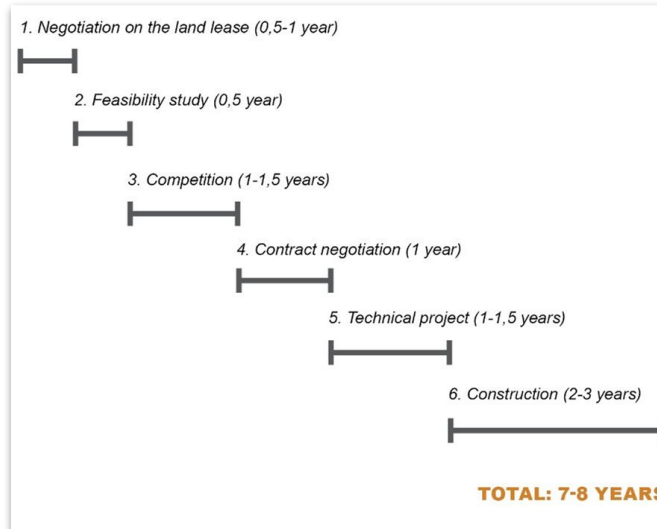 1. Negotiation on the land lease (0,5-1 year)
2. Feasibility study (0,5 year)
3. Competition (1-1,5 years)
4. Contract negotiation (1 year)
5. Technical project (1-1,5 years)
6. Construction (2-3 years)
TOTAL: 7-8 YEARS